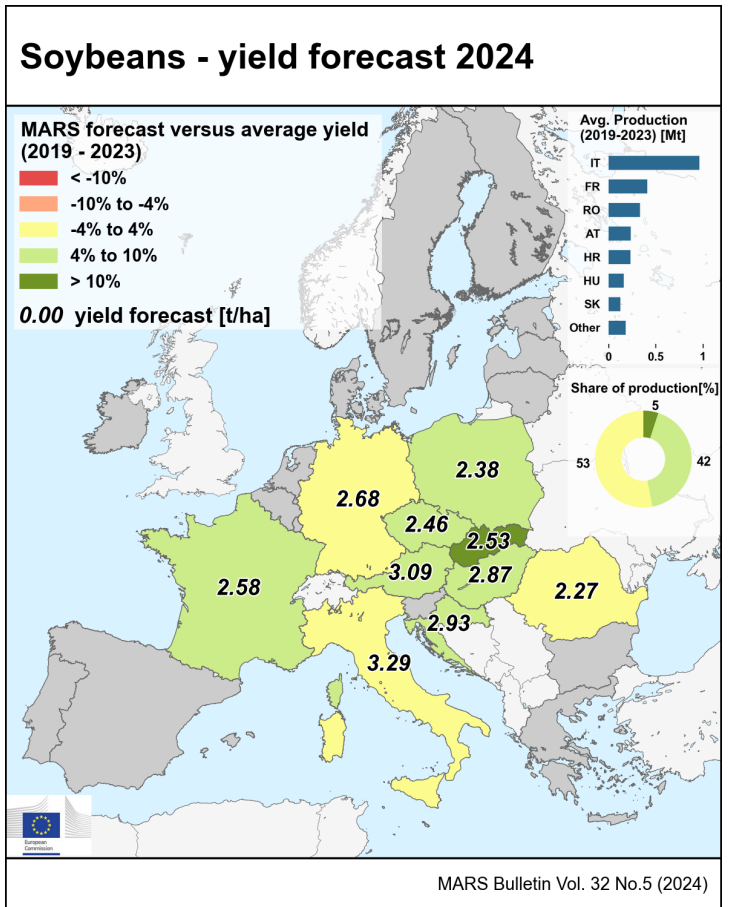 Soybeans - yield forecast 2024
MARS forecast versus average yield
(2019 - 2023)
< -10%
-10% to -4%
-4% to 4%
4% to 10%
> 10%
0.00 yield forecast [t/ha]
Avg. Production
(2019-2023) [Mt]
IT
FR
RO
AT
HR
HU
SK
Other
0 0.5 1
Share of production[%]
5
53
42
2.38
2.68
2.46
2.53
3.09
2.87
2.58
2.27
2.93
3.29
European
Commission
MARS Bulletin Vol. 32 No.5 (2024)